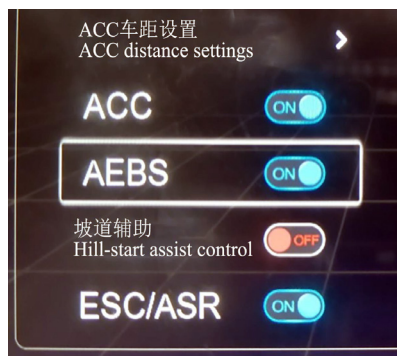 ACC车距设置
ACC distance settings
ACC
ON
AEBS
ON
坡道辅助
Hill-start assist control
OFF
ESC/ASR
ON